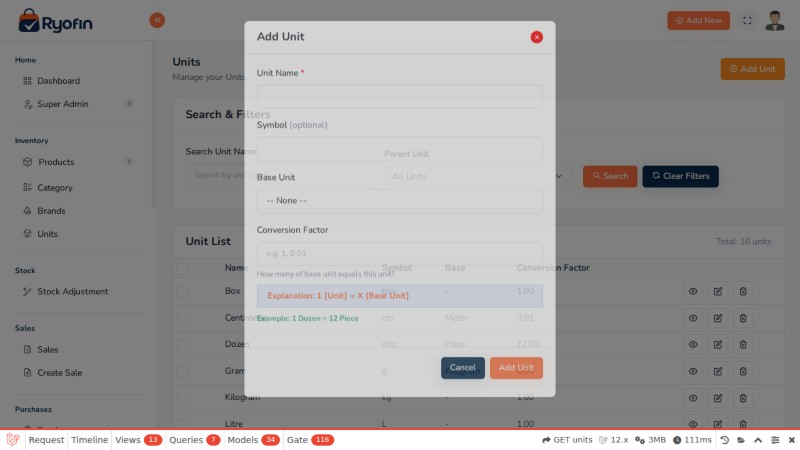 Ryofin
Add New
Home
Dashboard
Super Admin
Inventory
Products
Category
Brands
Units
Stock
Stock Adjustment
Sales
Sales
Create Sale
Purchases
Units
Manage your Units
Add Unit
Search & Filters
Search Unit Name
Search by unit
Parent Unit
All Units
Search
Clear Filters
Unit List
Total: 16 units
Name Symbol Base Conversion Factor
Box - 1.00
cm Meter 0.01
Dozen doz Piece 12.00
Gram g
Kilogram kg - 1.00
Litre L - 1.00
Add Unit
Unit Name *
Symbol (optional)
Base Unit
-- None --
Conversion Factor
e.g. 1, 0.01
How many of base unit equals this unit?
Explanation: 1 [Unit] = X [Base Unit]
Example: 1 Dozen = 12 Piece
Cancel
Add Unit
Request Timeline Views 13 Queries 7 Models 34 Gate 116 GET units 12.x 3MB 111ms